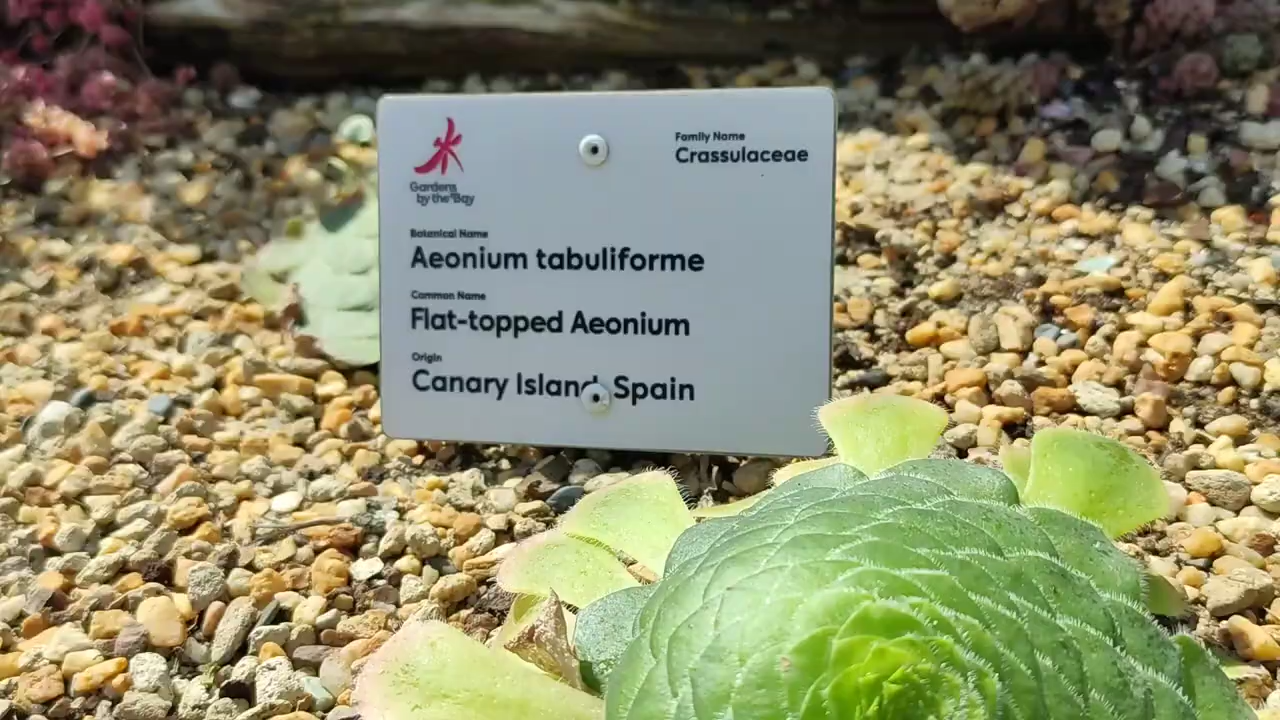 Gardens
by the Bay
Family Name
Crassulaceae
Botanical Name
Aeonium tabuliforme
Common Name
Flat-topped Aeonium
Origin
Canary Island, Spain